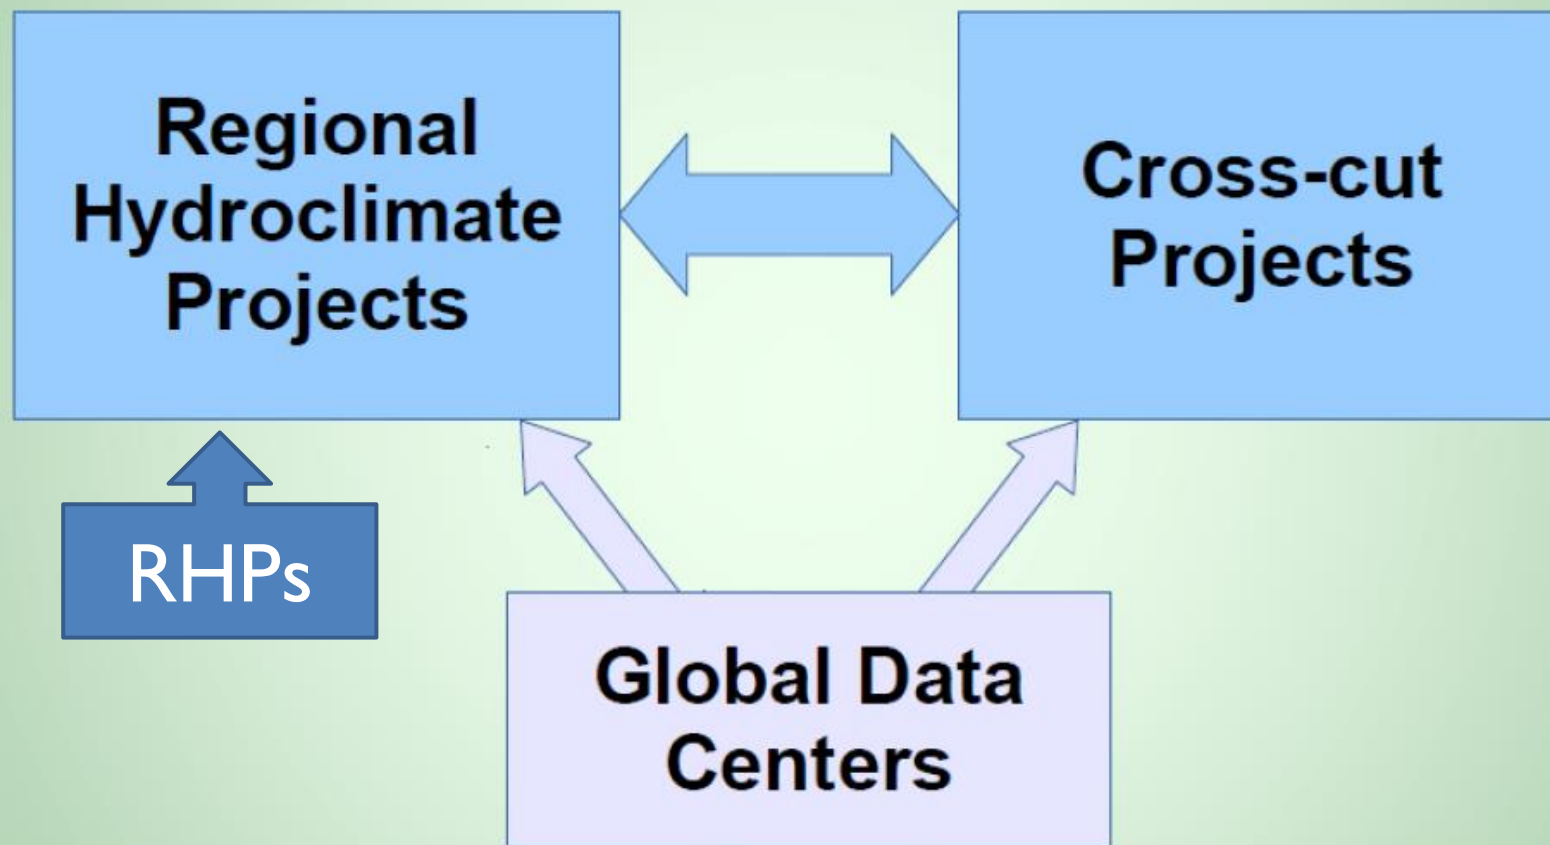 Regional
Hydroclimate
Projects
Cross-cut
Projects
RHPs
Global Data
Centers